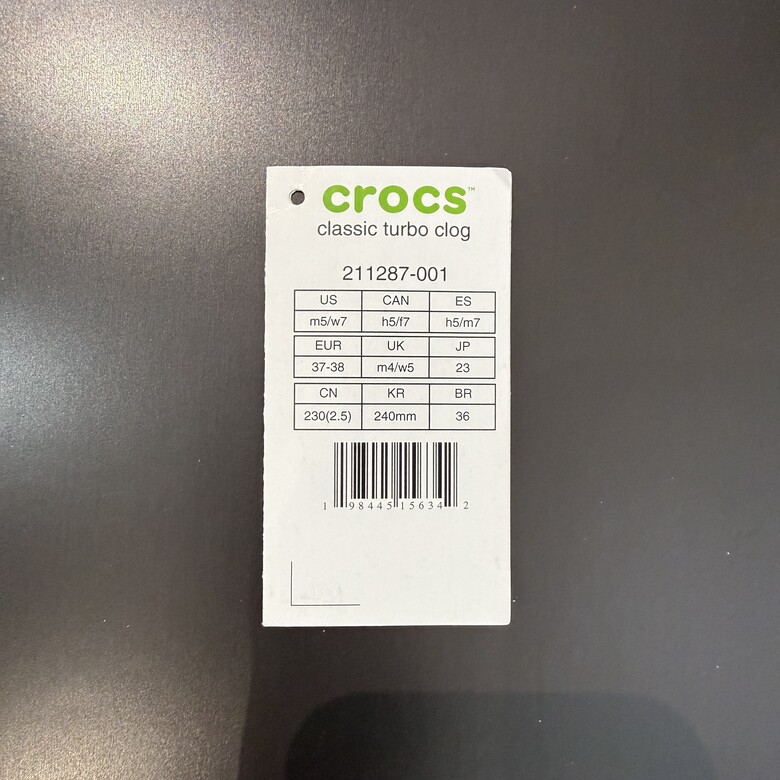 crocs™
classic turbo clog
211287-001
US CAN ES
m5/w7 h5/f7 h5/m7
EUR UK JP
37-38 m4/w5 23
CN KR BR
230(2.5) 240mm 36
1 98445 15634 2